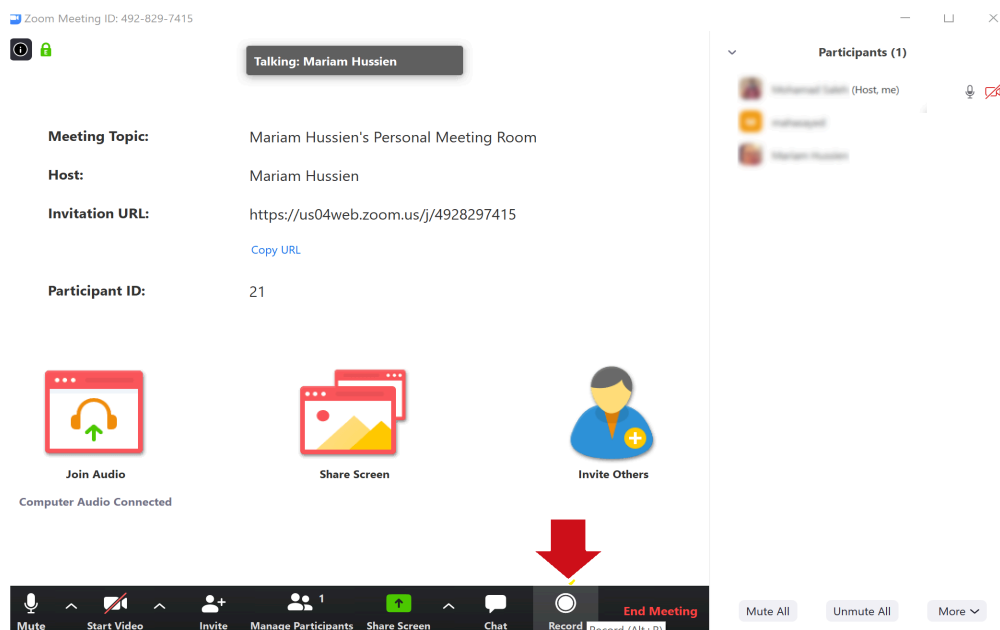 Zoom Meeting ID: 492-829-7415
Talking: Mariam Hussien
Meeting Topic: Mariam Hussien's Personal Meeting Room
Host: Mariam Hussien
Invitation URL: https://us04web.zoom.us/j/4928297415
Copy URL
Participant ID: 21
Join Audio
Share Screen
Invite Others
Computer Audio Connected
Mute
Start Video
Invite
1
Manage Participants
Share Screen
Chat
Record
Record (Alt+R)
End Meeting
Participants (1)
(Host, me)
Mute All
Unmute All
More